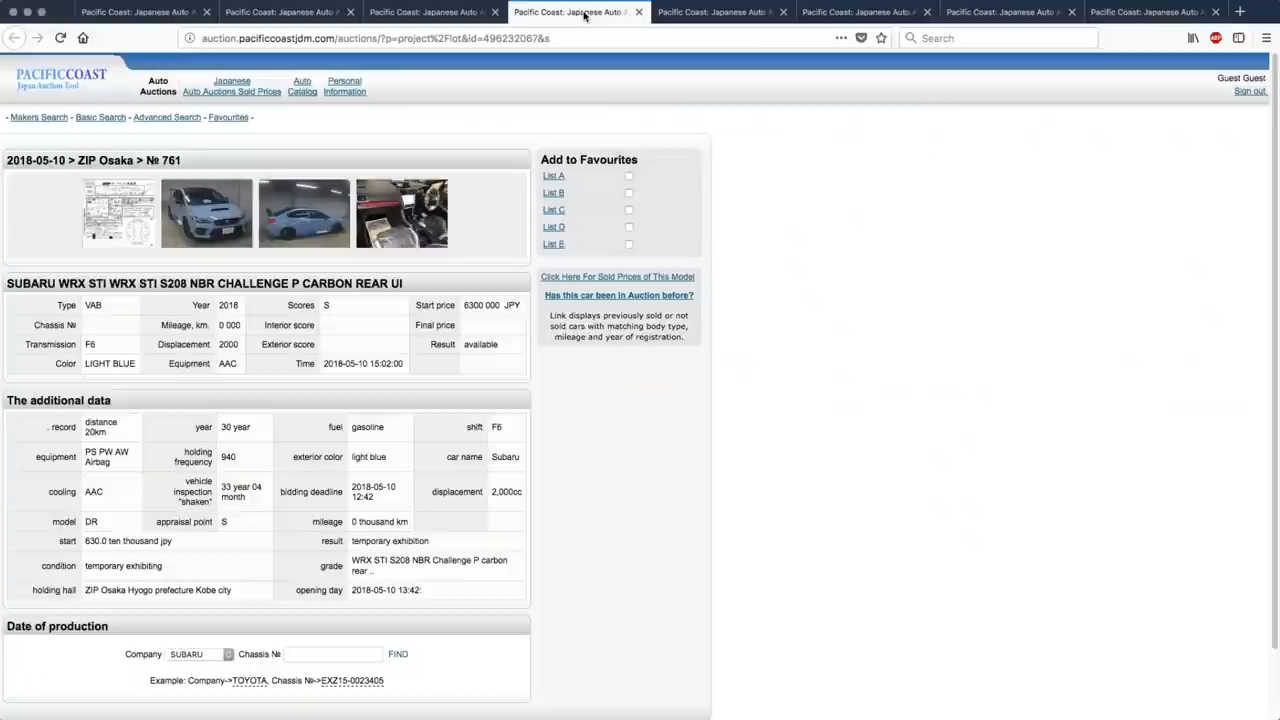 Pacific Coast: Japanese Auto A
Pacific Coast: Japanese Auto A
Pacific Coast: Japanese Auto A
Pacific Coast: Japanese Auto A
Pacific Coast: Japanese Auto A
Pacific Coast: Japanese Auto A
Pacific Coast: Japanese Auto A
Pacific Coast: Japanese Auto A
auction.pacificcoastjdm.com/auctions/?p=project%2Flot&id=496232067&s
Search
ABP
PACIFICCOAST
Japan Auction Tool
Auto Auctions
Japanese Auto Auctions Sold Prices
Auto Catalog
Personal Information
Guest Guest
Sign out
- Makers Search - Basic Search - Advanced Search - Favourites -
2018-05-10 > ZIP Osaka > № 761
Add to Favourites
List A
List B
List C
List D
List E
Click Here For Sold Prices of This Model
Has this car been In Auction before?
Link displays previously sold or not
sold cars with matching body type,
mileage and year of registration.
SUBARU WRX STI WRX STI S208 NBR CHALLENGE P CARBON REAR UI
Type VAB Year 2018 Scores S Start price 6300 000 JPY
Chassis № Mileage, km. 0 000 Interior score Final price
Transmission F6 Displacement 2000 Exterior score Result available
Color LIGHT BLUE Equipment AAC Time 2018-05-10 15:02:00
The additional data
. record distance 20km year 30 year fuel gasoline shift F6
equipment PS PW AW Airbag holding frequency 940 exterior color light blue car name Subaru
cooling AAC vehicle inspection "shaken" 33 year 04 month bidding deadline 2018-05-10 12:42 displacement 2,000cc
model DR appraisal point S mileage 0 thousand km
start 630.0 ten thousand jpy result temporary exhibition
condition temporary exhibiting grade WRX STI S208 NBR Challenge P carbon rear ..
holding hall ZIP Osaka Hyogo prefecture Kobe city opening day 2018-05-10 13:42:
Date of production
Company SUBARU Chassis № FIND
Example: Company->TOYOTA, Chassis №->EXZ15-0023405